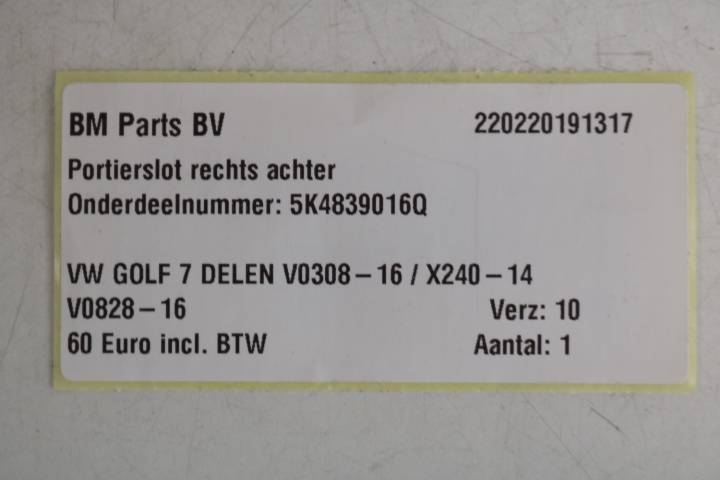 BM Parts BV 220220191317
Portierslot rechts achter
Onderdeelnummer: 5K4839016Q
VW GOLF 7 DELEN V0308-16 / X240-14
V0828-16 Verz: 10
60 Euro incl. BTW Aantal: 1